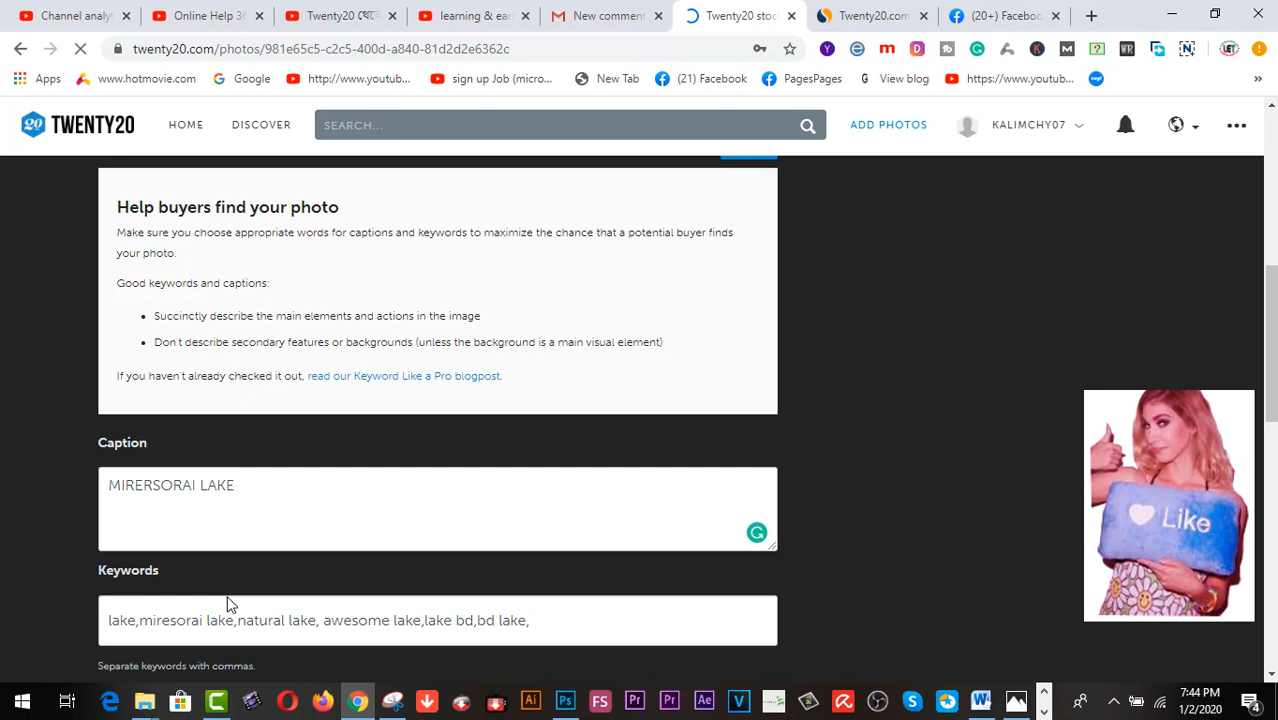 Channel analy
Online Help 36
Twenty20
learning & ear
New comment
Twenty20 stoc
Twenty20.com
(20+) Facebo
twenty20.com/photos/981e65c5-c2c5-400d-a840-81d2d2e6362c
Apps
www.hotmovie.com
Google
http://www.youtub...
sign up Job (micro...
New Tab
(21) Facebook
PagesPages
View blog
https://www.youtub...
TWENTY20
HOME
DISCOVER
SEARCH...
ADD PHOTOS
KALIMCHY07
Help buyers find your photo
Make sure you choose appropriate words for captions and keywords to maximize the chance that a potential buyer finds
your photo.
Good keywords and captions:
• Succinctly describe the main elements and actions in the image
• Don't describe secondary features or backgrounds (unless the background is a main visual element)
If you haven't already checked it out, read our Keyword Like a Pro blogpost.
Caption
MIRERSORAI LAKE
Like
Keywords
lake,miresorai lake,natural lake, awesome lake,lake bd,bd lake,
Separate keywords with commas.
7:44 PM
1/2/2020